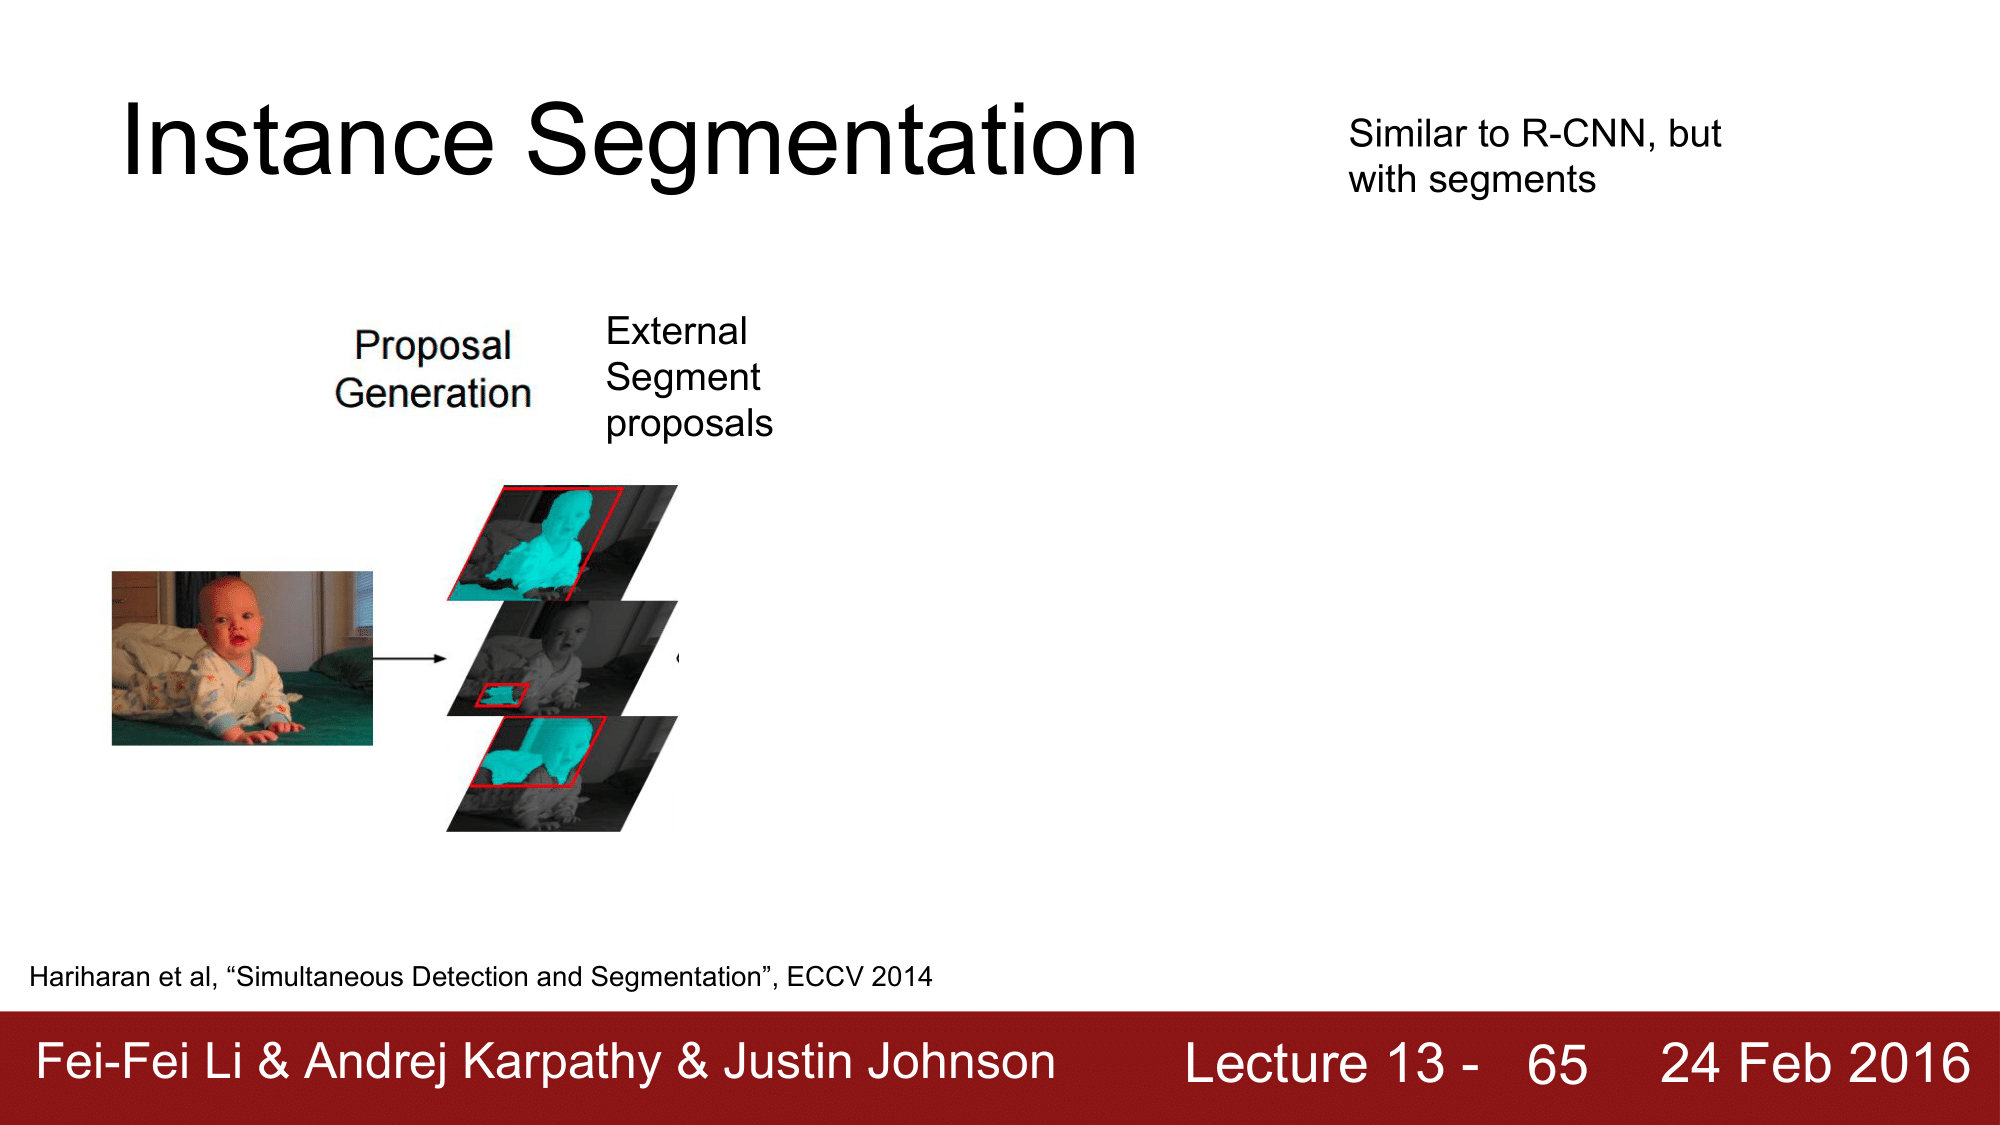 Instance Segmentation
Similar to R-CNN, but
with segments
Proposal
Generation
External
Segment
proposals
Hariharan et al, “Simultaneous Detection and Segmentation”, ECCV 2014
Fei-Fei Li & Andrej Karpathy & Justin Johnson
Lecture 13 - 65
24 Feb 2016